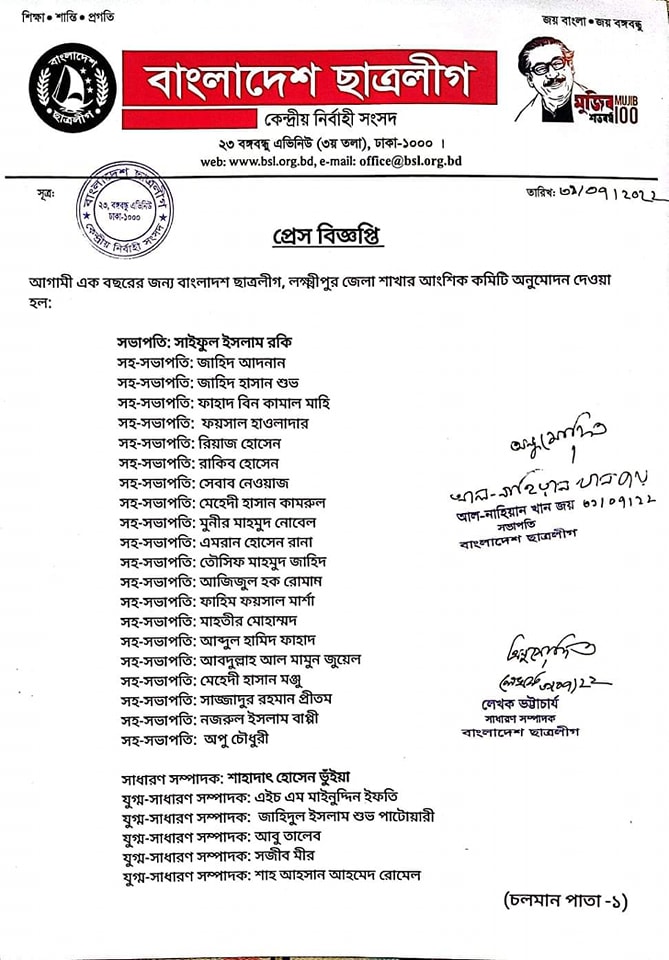 শিক্ষা ● শান্তি ● প্রগতি
জয় বাংলা ● জয় বঙ্গবন্ধু
বাংলাদেশ
ছাত্রলীগ
বাংলাদেশ ছাত্রলীগ
কেন্দ্রীয় নির্বাহী সংসদ
মুজিব শতবর্ষ
MUJIB 100
২৩ বঙ্গবন্ধু এভিনিউ (৩য় তলা), ঢাকা-১০০০ ।
web: www.bsl.org.bd, e-mail: office@bsl.org.bd
সূত্র:
তারিখ: ৩১/০৭/২০২২
বাংলাদেশ ছাত্রলীগ
২৩, বঙ্গবন্ধু এভিনিউ
ঢাকা-১০০০
কেন্দ্রীয় নির্বাহী সংসদ
প্রেস বিজ্ঞপ্তি
আগামী এক বছরের জন্য বাংলাদশ ছাত্রলীগ, লক্ষ্মীপুর জেলা শাখার আংশিক কমিটি অনুমোদন দেওয়া
হল:
সভাপতি: সাইফুল ইসলাম রকি
সহ-সভাপতি: জাহিদ আদনান
সহ-সভাপতি: জাহিদ হাসান শুভ
সহ-সভাপতি: ফাহাদ বিন কামাল মাহি
সহ-সভাপতি: ফয়সাল হাওলাদার
সহ-সভাপতি: রিয়াজ হোসেন
সহ-সভাপতি: রাকিব হোসেন
সহ-সভাপতি: সেবাব নেওয়াজ
সহ-সভাপতি: মেহেদী হাসান কামরুল
সহ-সভাপতি: মুনীর মাহমুদ নোবেল
সহ-সভাপতি: এমরান হোসেন রানা
সহ-সভাপতি: তৌসিফ মাহমুদ জাহিদ
সহ-সভাপতি: আজিজুল হক রোমান
সহ-সভাপতি: ফাহিম ফয়সাল মার্শা
সহ-সভাপতি: মাহতীর মোহাম্মদ
সহ-সভাপতি: আব্দুল হামিদ ফাহাদ
সহ-সভাপতি: আবদুল্লাহ আল মামুন জুয়েল
সহ-সভাপতি: মেহেদী হাসান মঞ্জু
সহ-সভাপতি: সাজ্জাদুর রহমান প্রীতম
সহ-সভাপতি: নজরুল ইসলাম বাপ্পী
সহ-সভাপতি: অপু চৌধুরী
অনুমোদিত
আল-নাহিয়ান খান জয়
৩১/০৭/২২
আল-নাহিয়ান খান জয়
সভাপতি
বাংলাদেশ ছাত্রলীগ
অনুমোদিত
লেখক ভট্টাচার্য
সাধারণ সম্পাদক
বাংলাদেশ ছাত্রলীগ
সাধারণ সম্পাদক: শাহাদাৎ হোসেন ভুঁইয়া
যুগ্ম-সাধারণ সম্পাদক: এইচ এম মাইনুদ্দিন ইফতি
যুগ্ম-সাধারণ সম্পাদক: জাহিদুল ইসলাম শুভ পাটোয়ারী
যুগ্ম-সাধারণ সম্পাদক: আবু তালেব
যুগ্ম-সাধারণ সম্পাদক: সজীব মীর
যুগ্ম-সাধারণ সম্পাদক: শাহ আহসান আহমেদ রোমেল
(চলমান পাতা -১)